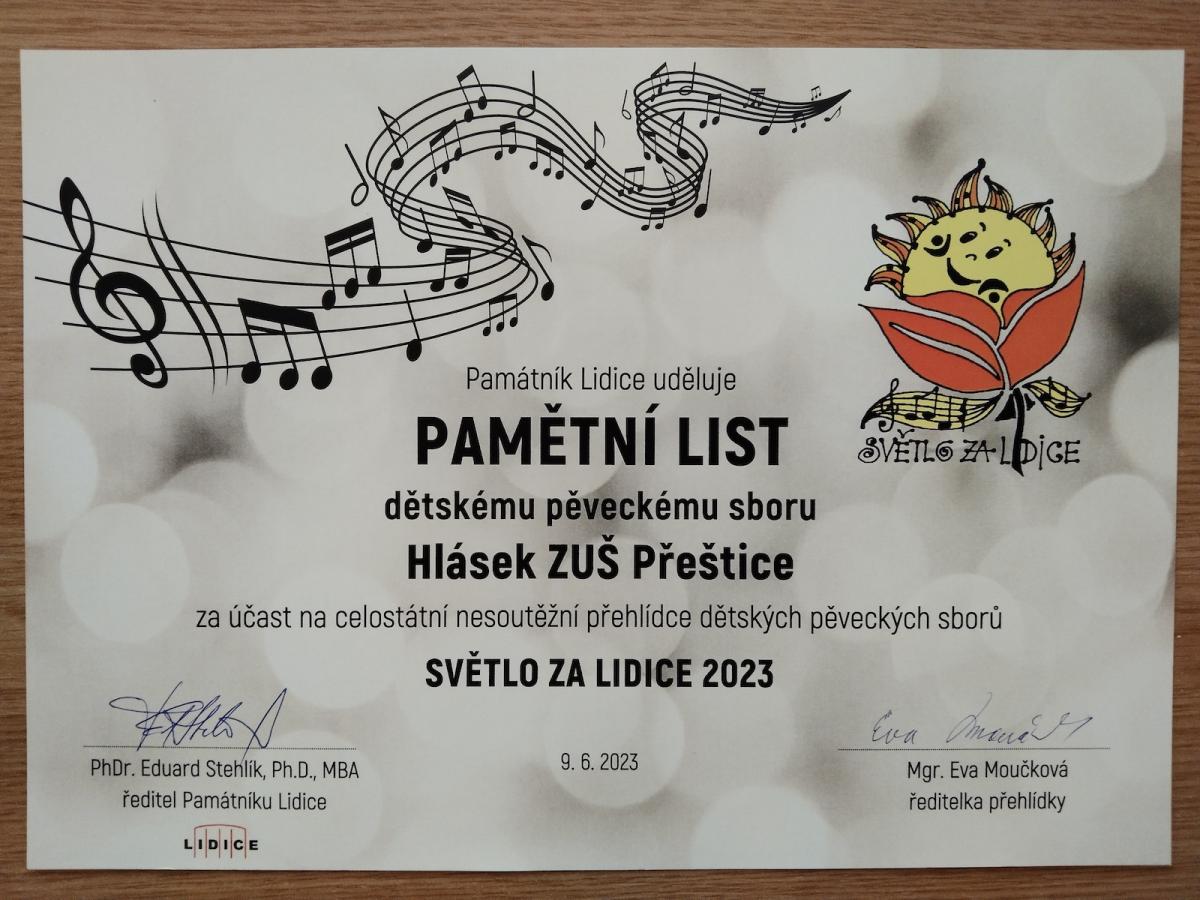 Památník Lidice uděluje
PAMĚTNÍ LIST
SVĚTLO ZA LIDICE
dětskému pěveckému sboru
Hlásek ZUŠ Přeštice
za účast na celostátní nesoutěžní přehlídce dětských pěveckých sborů
SVĚTLO ZA LIDICE 2023
Eva
PhDr. Eduard Stehlík, Ph.D., MBA
ředitel Památníku Lidice
LIDICE
9. 6. 2023
Mgr. Eva Moučková
ředitelka přehlídky